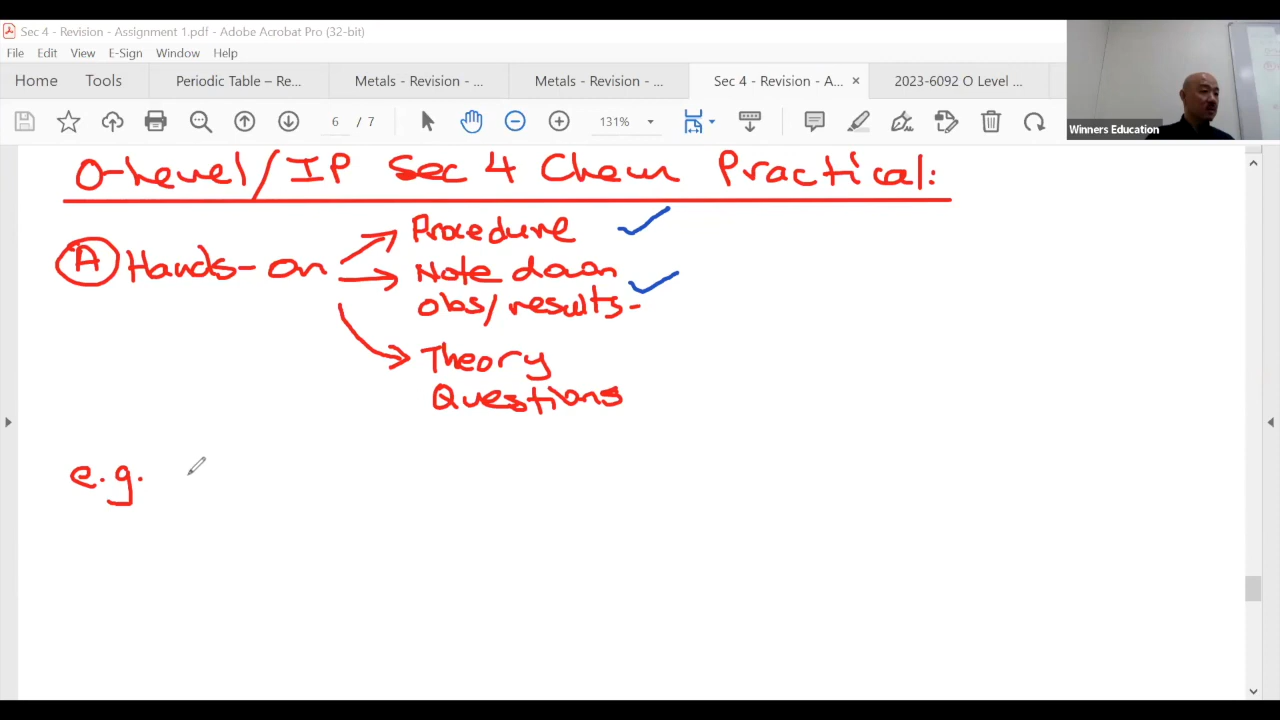 Sec 4 - Revision - Assignment 1.pdf - Adobe Acrobat Pro (32-bit)
File Edit View E-Sign Window Help
Home Tools Periodic Table – Re... Metals - Revision - ... Metals - Revision - ... Sec 4 - Revision - A... × 2023-6092 O Level ...
6 / 7 131%
Winners Education
O-Level/IP Sec 4 Chem Practical:
A Hands-on
Procedure
Note down
obs/results-
Theory
Questions
e.g.